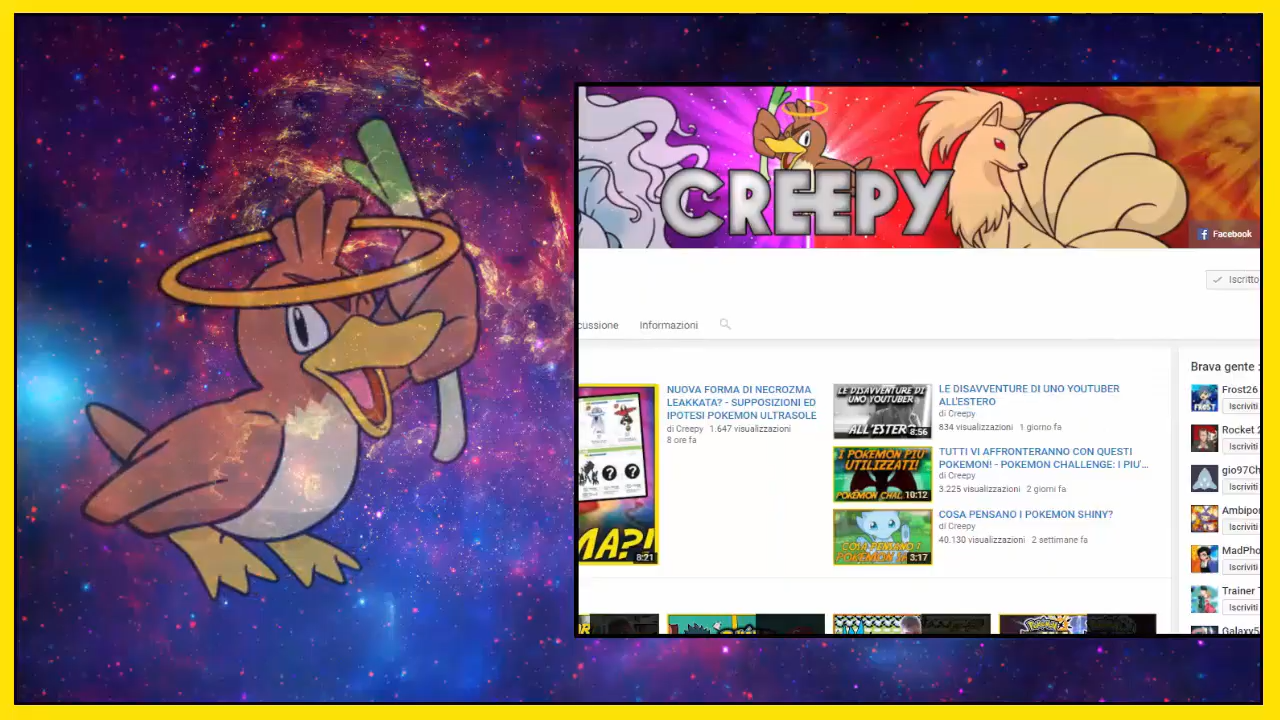 CREEPY
Facebook
Iscritto
cussione Informazioni
NUOVA FORMA DI NECROZMA
LEAKKATA? - SUPPOSIZIONI ED
IPOTESI POKEMON ULTRASOLE
di Creepy 1.647 visualizzazioni
8 ore fa
MA?!
8:21
LE DISAVVENTURE DI
UNO YOUTUBER
ALL'ESTER
8:56
LE DISAVVENTURE DI UNO YOUTUBER
ALL'ESTERO
di Creepy
834 visualizzazioni 1 giorno fa
I POKEMON PIU'
UTILIZZATI!
POKEMON CHAL
10:12
TUTTI VI AFFRONTERANNO CON QUESTI
POKEMON! - POKEMON CHALLENGE: I PIU'...
di Creepy
3.225 visualizzazioni 2 giorni fa
COSA PENSANO I
POKEMON
3:17
COSA PENSANO I POKEMON SHINY?
di Creepy
40.130 visualizzazioni 2 settimane fa
Brava gente :
Frost26
Iscriviti
Rocket 2
Iscriviti
gio97Ch
Iscriviti
Ambipo
Iscriviti
MadPho
Iscriviti
Trainer
Iscriviti
Galaxy5